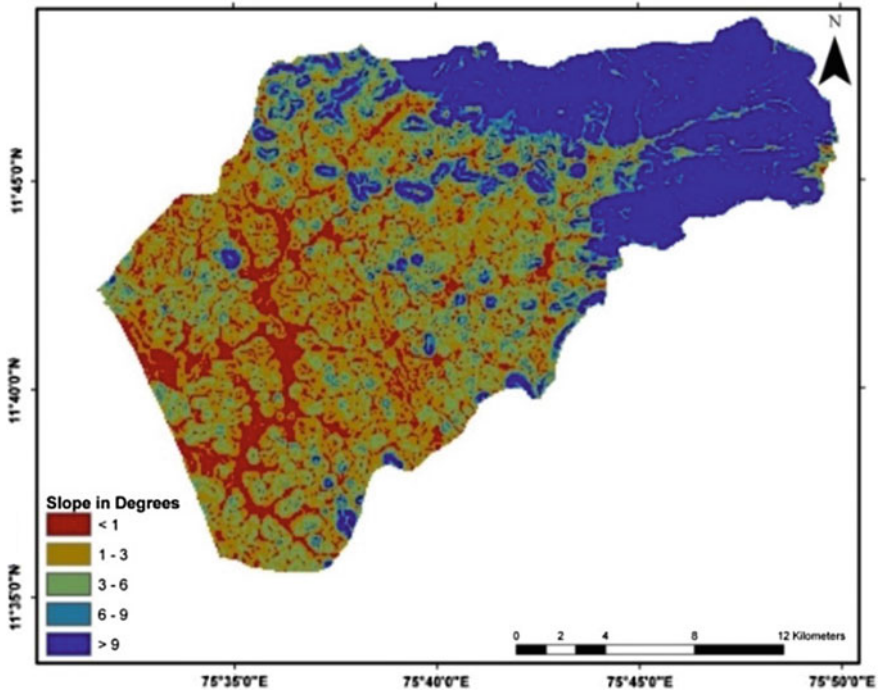 N
11°45'0"N
11°40'0"N
11°35'0"N
Slope in Degrees
< 1
1 - 3
3 - 6
6 - 9
> 9
0 2 4 8 12 Kilometers
75°35'0"E 75°40'0"E 75°45'0"E 75°50'0"E